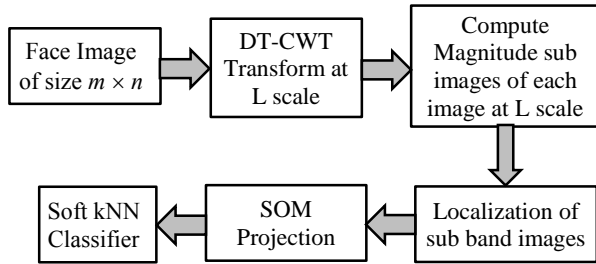 Face Image
of size m × n
DT-CWT
Transform at
L scale
Compute
Magnitude sub
images of each
image at L scale
Localization of
sub band images
SOM
Projection
Soft kNN
Classifier